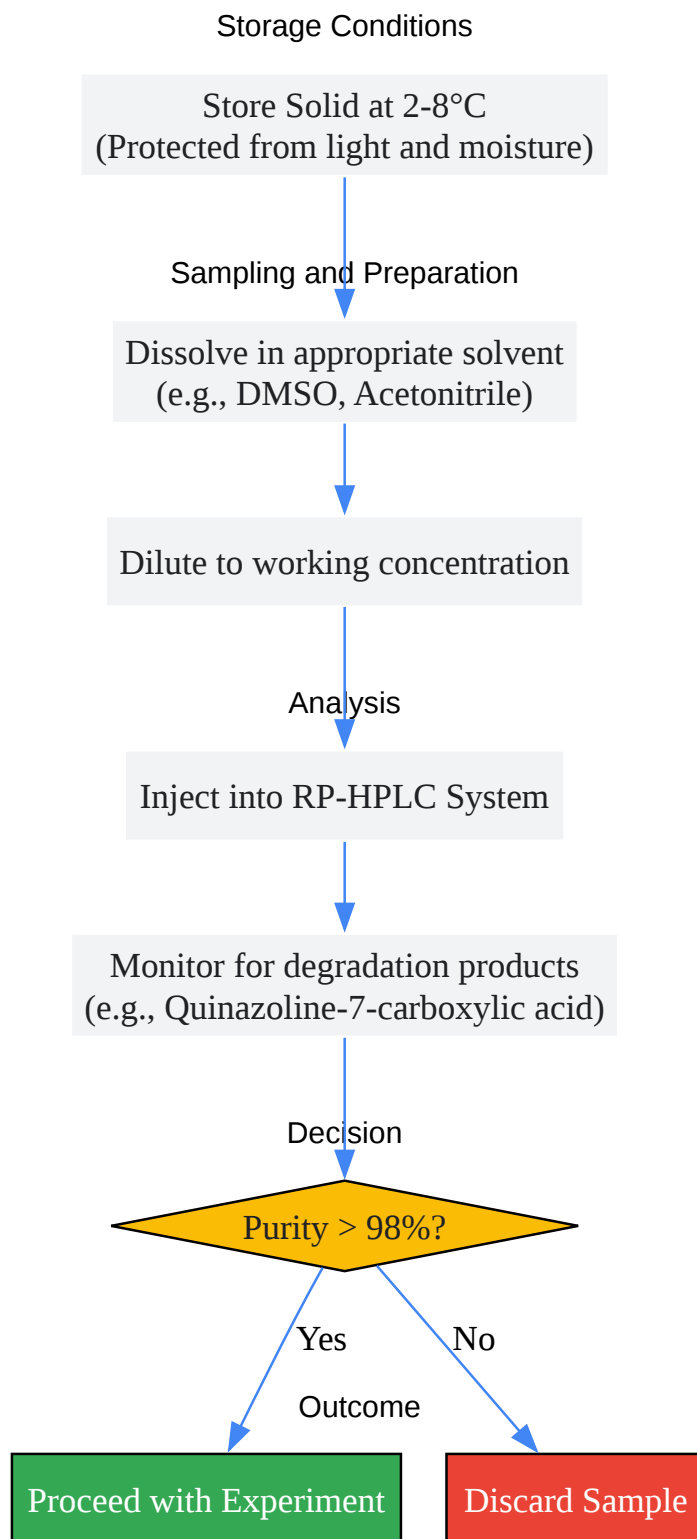 Storage Conditions
Store Solid at 2-8°C
(Protected from light and moisture)
Sampling and Preparation
Dissolve in appropriate solvent
(e.g., DMSO, Acetonitrile)
Dilute to working concentration
Analysis
Inject into RP-HPLC System
Monitor for degradation products
(e.g., Quinazoline-7-carboxylic acid)
Decision
Purity > 98%?
Yes
No
Outcome
Proceed with Experiment
Discard Sample